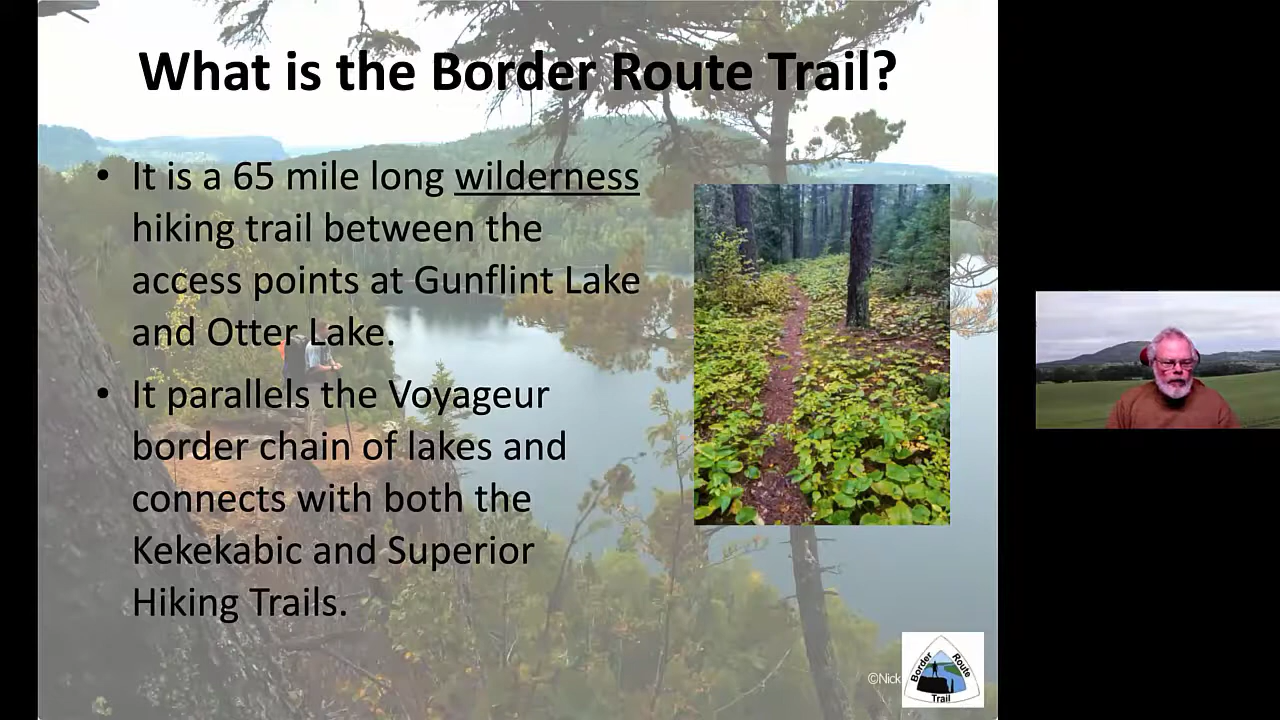 What is the Border Route Trail?
• It is a 65 mile long wilderness
hiking trail between the
access points at Gunflint Lake
and Otter Lake.
• It parallels the Voyageur
border chain of lakes and
connects with both the
Kekekabic and Superior
Hiking Trails.
©Nick
Border Route
Trail